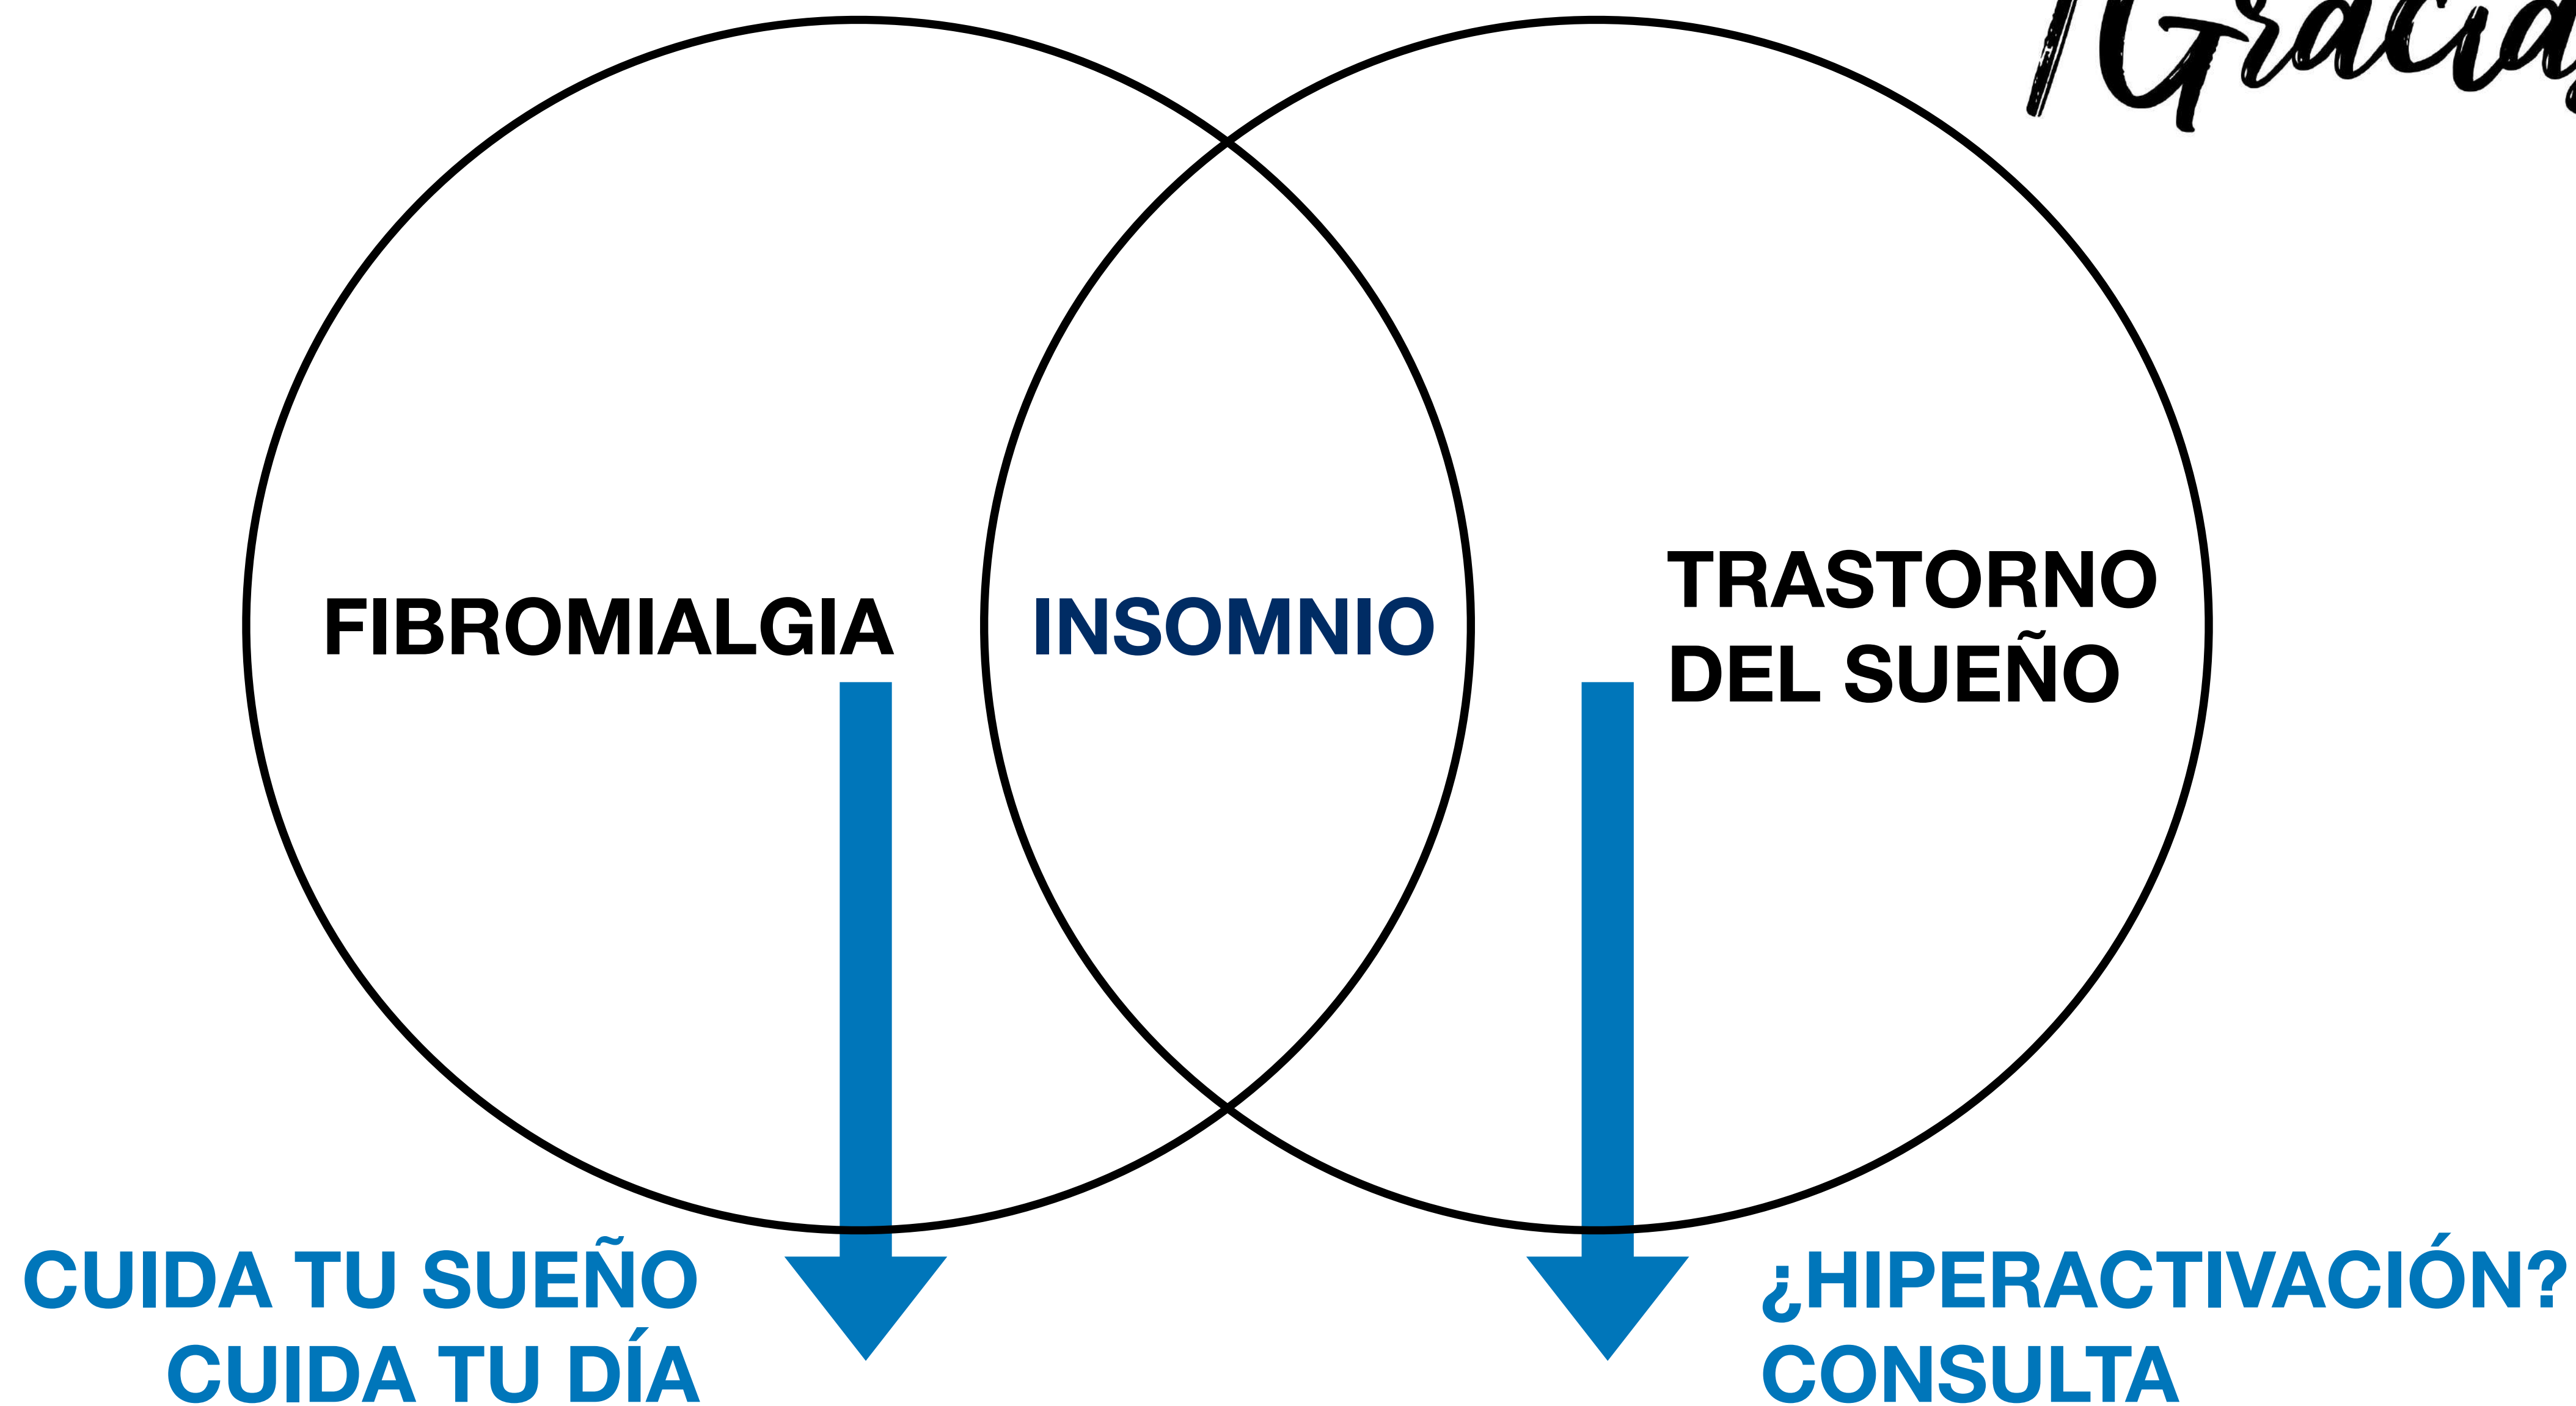 ¡Gracias
FIBROMIALGIA
INSOMNIO
TRASTORNO
DEL SUEÑO
CUIDA TU SUEÑO
CUIDA TU DÍA
¿HIPERACTIVACIÓN?
CONSULTA